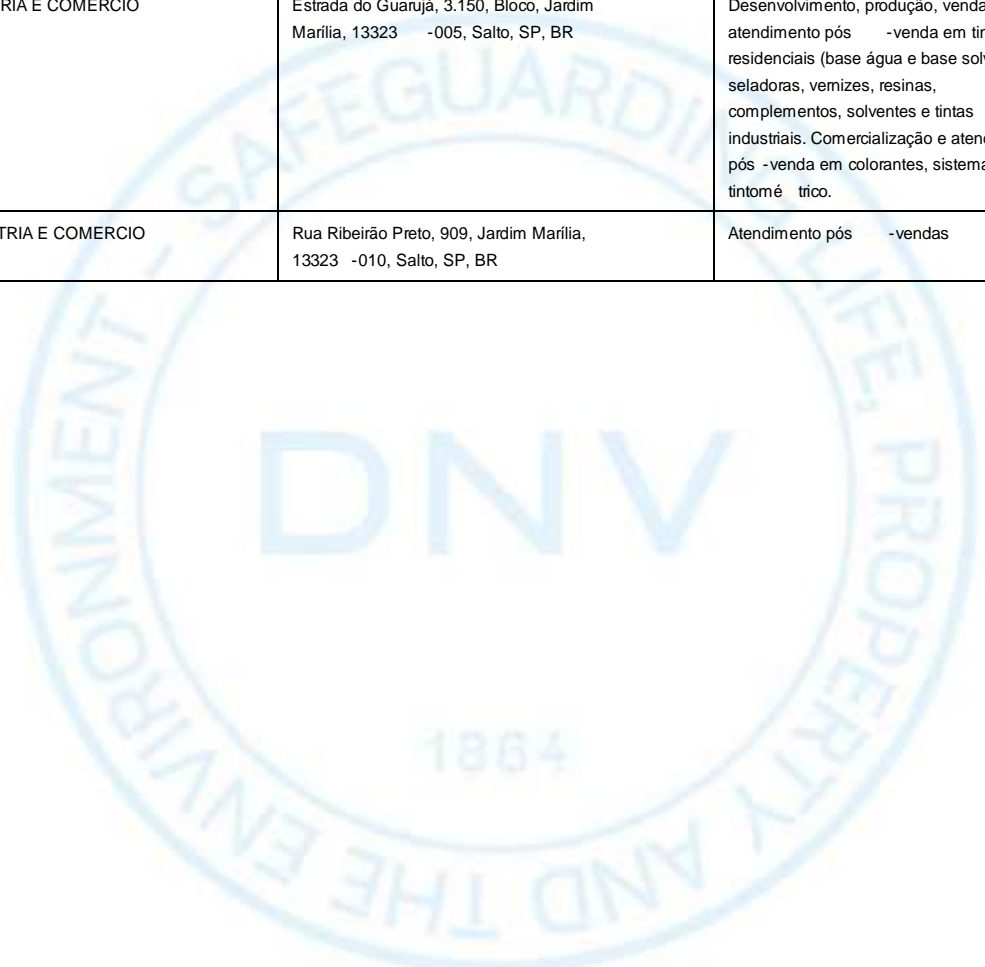 RIA E COMERCIO
Estrada do Guarujá, 3.150, Bloco, Jardim
Marília, 13323 -005, Salto, SP, BR
Desenvolvimento, produção, venda
atendimento pós -venda em tin
residenciais (base água e base solv
seladoras, vernizes, resinas,
complementos, solventes e tintas
industriais. Comercialização e atend
pós -venda em colorantes, sistema
tintomé trico.
TRIA E COMERCIO
Rua Ribeirão Preto, 909, Jardim Marília,
13323 -010, Salto, SP, BR
Atendimento pós -vendas
SAFEGUARDING LIFE, PROPERTY AND THE ENVIRONMENT -
DNV
1864